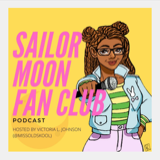 SAILOR
MOON
FAN CLUB
PODCAST
HOSTED BY VICTORIA L. JOHNSON